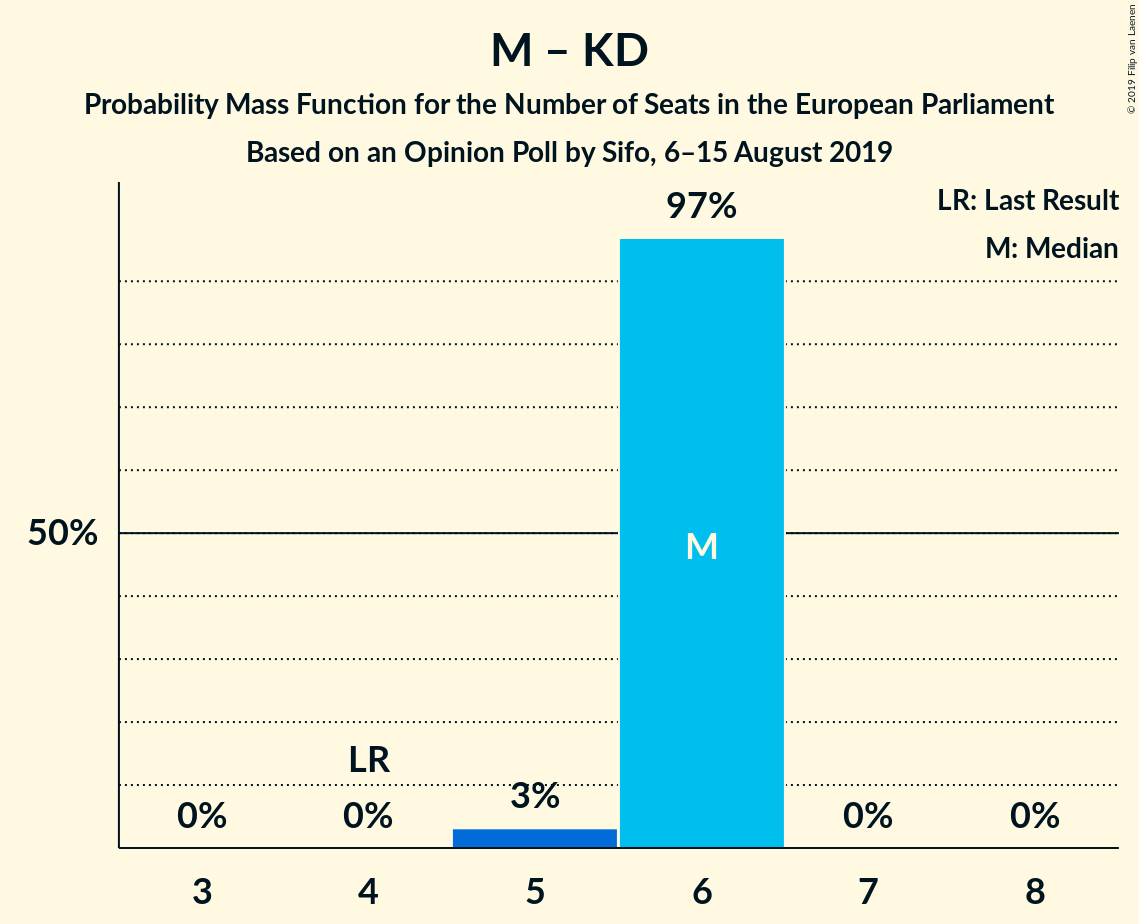 M – KD
Probability Mass Function for the Number of Seats in the European Parliament
Based on an Opinion Poll by Sifo, 6–15 August 2019
© 2019 Filip van Laenen
LR: Last Result
M: Median
97%
50%
M
LR
0%
0%
3%
0%
0%
3
4
5
6
7
8